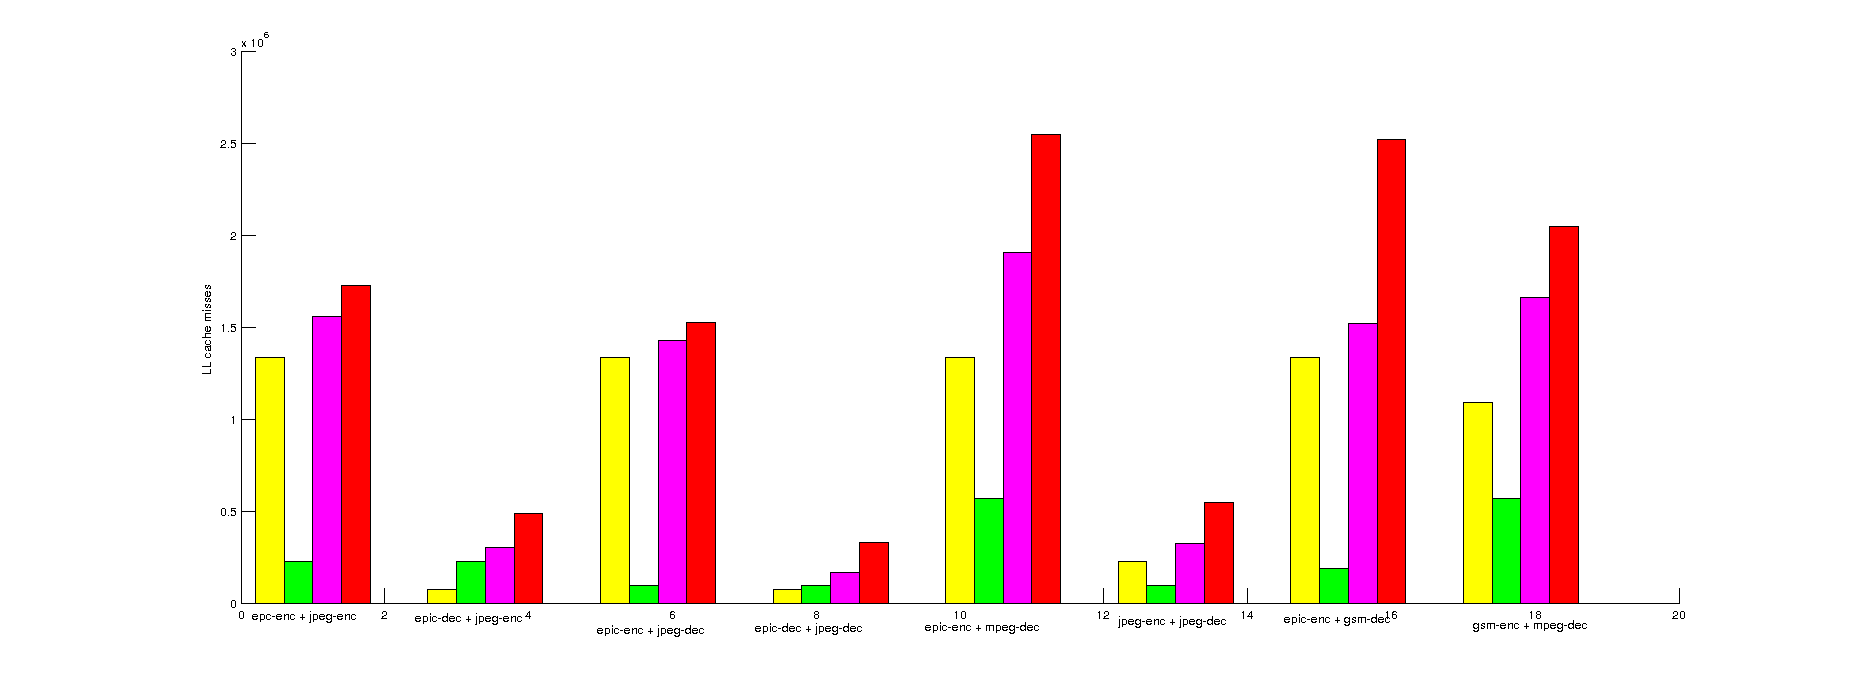 x 10^6
3
2.5
2
1.5
1
0.5
0
LL cache misses
0 2 4 6 8 10 12 14 16 18 20
epc-enc + jpeg-enc
epic-dec + jpeg-enc
epic-enc + jpeg-dec
epic-dec + jpeg-dec
epic-enc + mpeg-dec
jpeg-enc + jpeg-dec
epic-enc + gsm-dec
gsm-enc + mpeg-dec